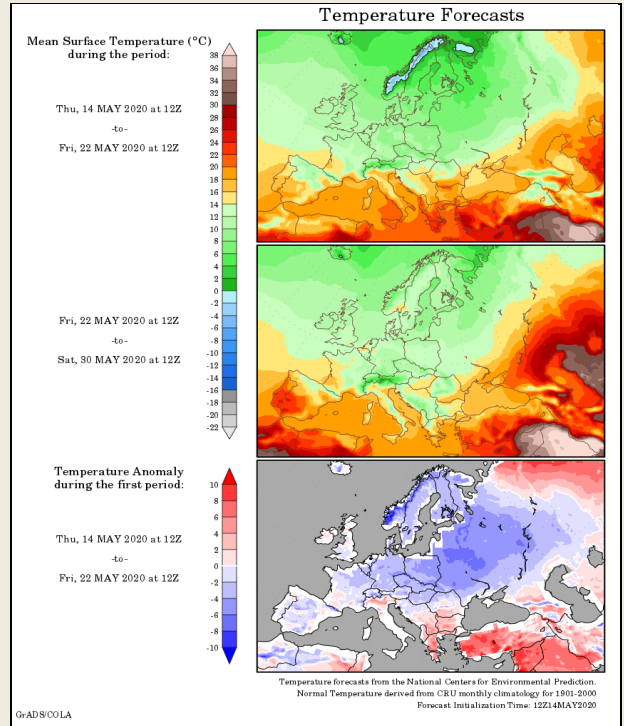 Temperature Forecasts
Mean Surface Temperature (°C)
during the period:
Thu, 14 MAY 2020 at 12Z
-to-
Fri, 22 MAY 2020 at 12Z
38
36
34
32
30
28
26
24
22
20
18
16
14
12
10
8
6
4
2
0
-2
-4
-6
-8
-10
-12
-14
-16
-18
-20
-22
Fri, 22 MAY 2020 at 12Z
-to-
Sat, 30 MAY 2020 at 12Z
Temperature Anomaly
during the first period:
Thu, 14 MAY 2020 at 12Z
-to-
Fri, 22 MAY 2020 at 12Z
10
8
6
4
2
0
-2
-4
-6
-8
-10
Temperature forecasts from the National Centers for Environmental Prediction.
Normal Temperature derived from CRU monthly climatology for 1901-2000
Forecast Initialization Time: 12Z14MAY2020
GrADS/COLA